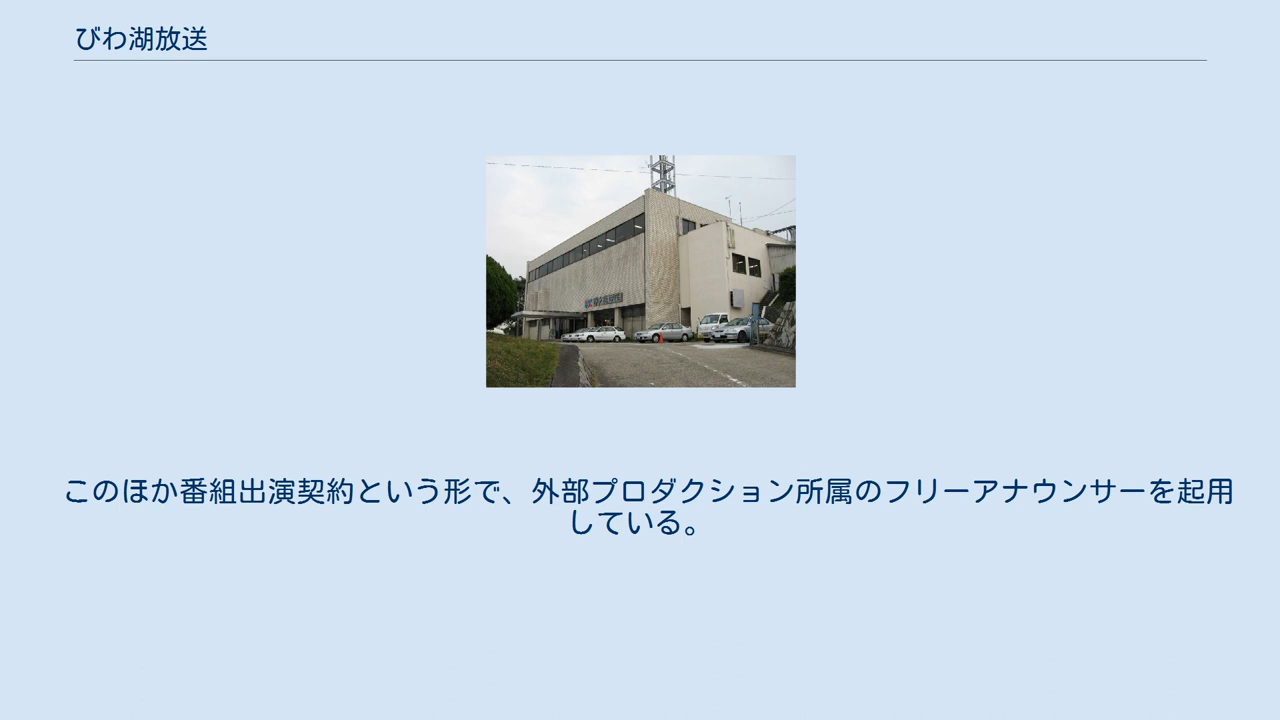 びわ湖放送
このほか番組出演契約という形で、外部プロダクション所属のフリーアナウンサーを起用
している。